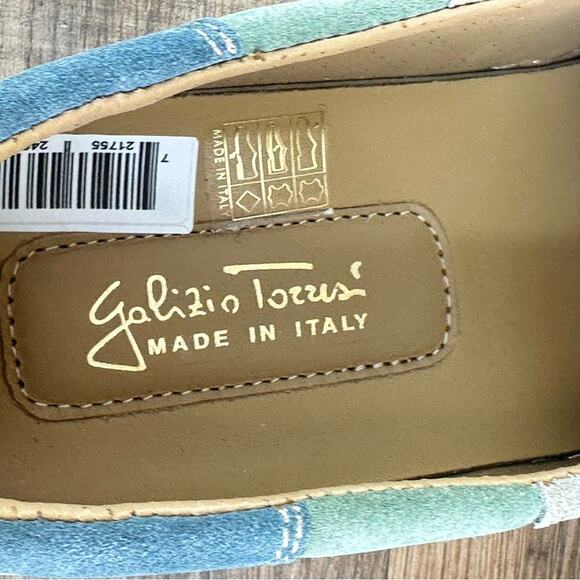 7 21755 24
MADE IN ITALY
Galizio Torresi
MADE IN ITALY